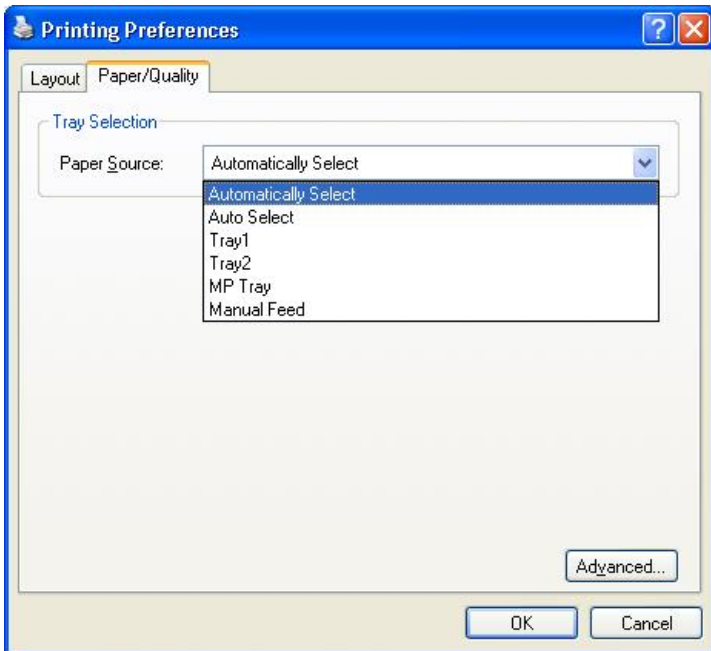 Printing Preferences
Layout Paper/Quality
Tray Selection
Paper Source: Automatically Select
Automatically Select
Auto Select
Tray1
Tray2
MP Tray
Manual Feed
Advanced...
OK Cancel